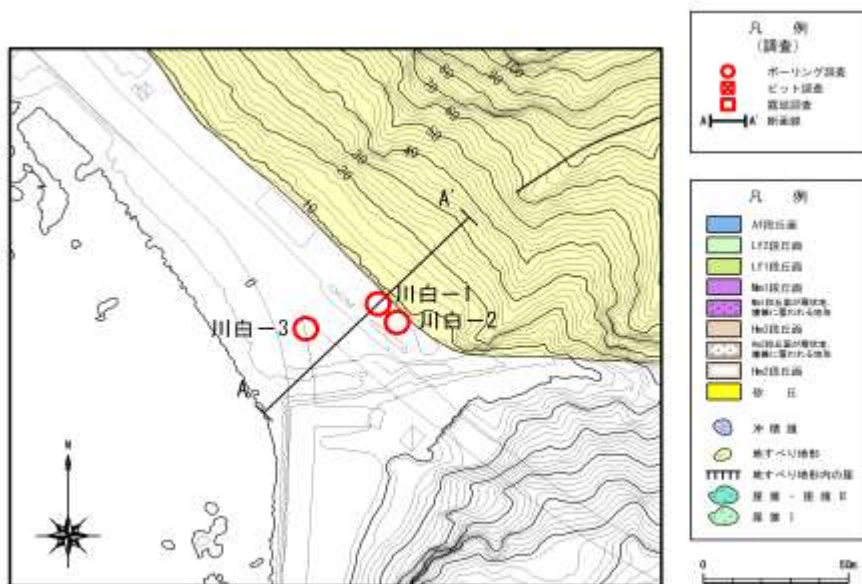 凡 例
(調査)
ボーリング調査
ピット調査
露頭調査
A A' 断面線
A'
川白－1
川白－2
川白－3
A
10
20
30
40
N
凡 例
Af段丘面
Lf2段丘面
Lf1段丘面
Mm1段丘面
Hm3段丘面
Hm2段丘面
砂 丘
沖積錐
地すべり地形
地すべり地形内の崖
崖錐・崖錐Ⅱ
崖錐Ⅰ
0 50m